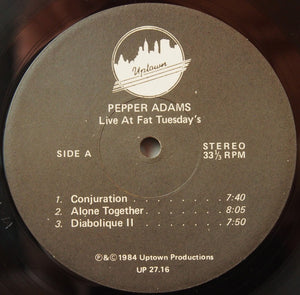 Uptown
PEPPER ADAMS
Live At Fat Tuesday's
SIDE A
STEREO
33⅓ RPM
1. Conjuration . . . . . . . . 7:40
2. Alone Together . . . . . . . 8:05
3. Diabolique II . . . . . . . . 7:50
℗&©1984 Uptown Productions
UP 27.16